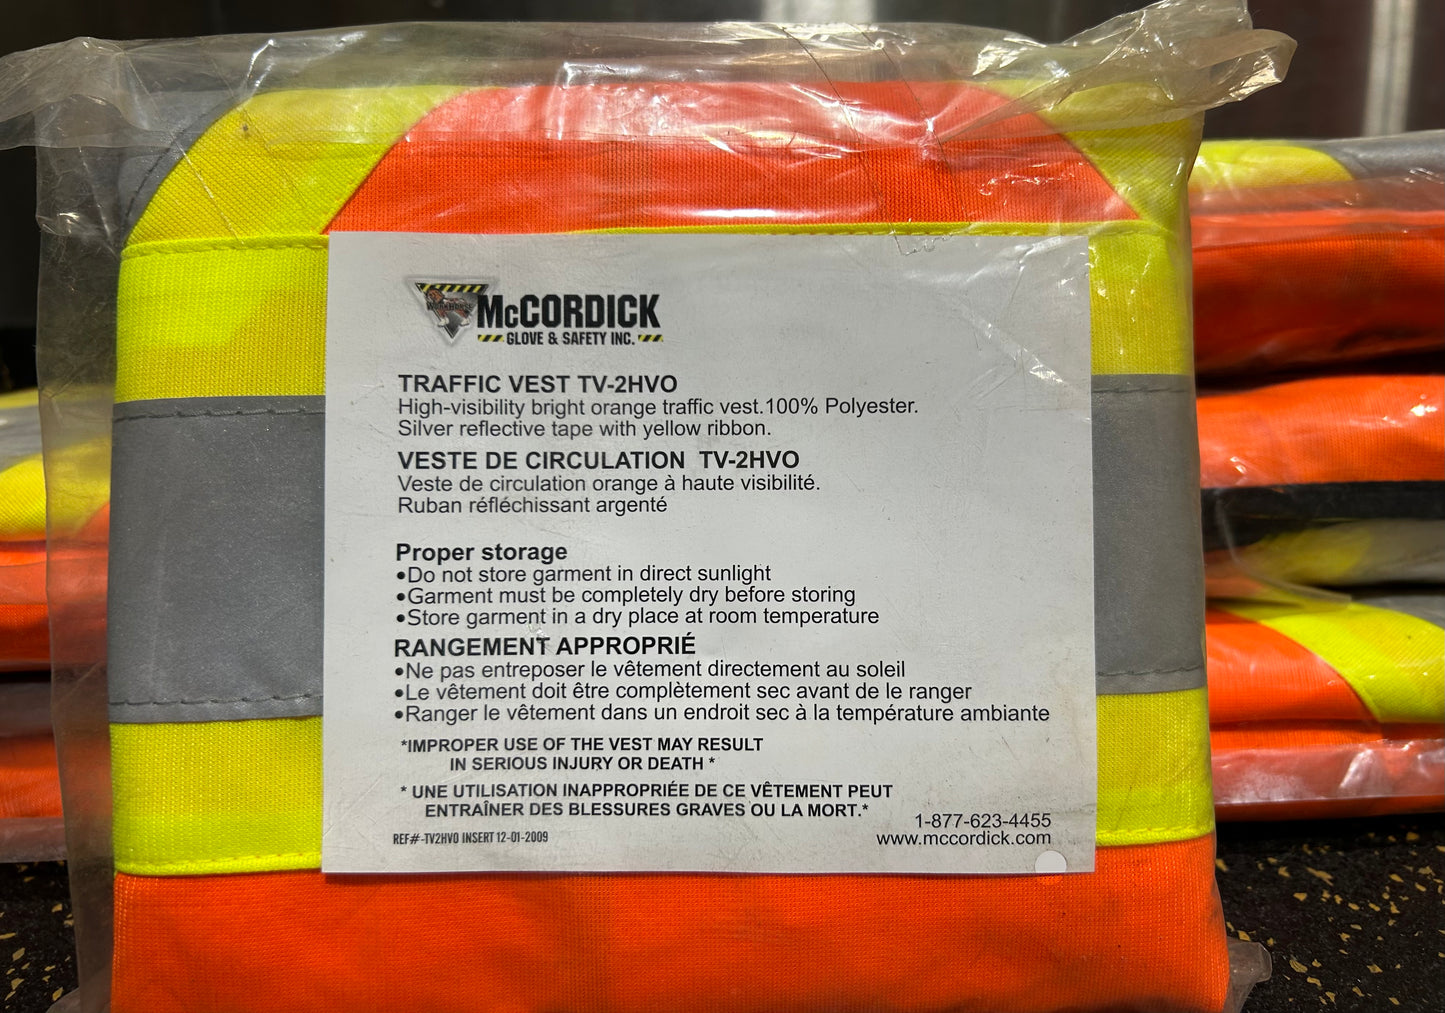 WORKHORSE
McCORDICK
GLOVE & SAFETY INC.
TRAFFIC VEST TV-2HVO
High-visibility bright orange traffic vest.100% Polyester.
Silver reflective tape with yellow ribbon.
VESTE DE CIRCULATION TV-2HVO
Veste de circulation orange à haute visibilité.
Ruban réfléchissant argenté
Proper storage
•Do not store garment in direct sunlight
•Garment must be completely dry before storing
•Store garment in a dry place at room temperature
RANGEMENT APPROPRIÉ
•Ne pas entreposer le vêtement directement au soleil
•Le vêtement doit être complètement sec avant de le ranger
•Ranger le vêtement dans un endroit sec à la température ambiante
*IMPROPER USE OF THE VEST MAY RESULT
IN SERIOUS INJURY OR DEATH *
* UNE UTILISATION INAPPROPRIÉE DE CE VÊTEMENT PEUT
ENTRAÎNER DES BLESSURES GRAVES OU LA MORT.*
1-877-623-4455
www.mccordick.com
REF#-TV2HVO INSERT 12-01-2009